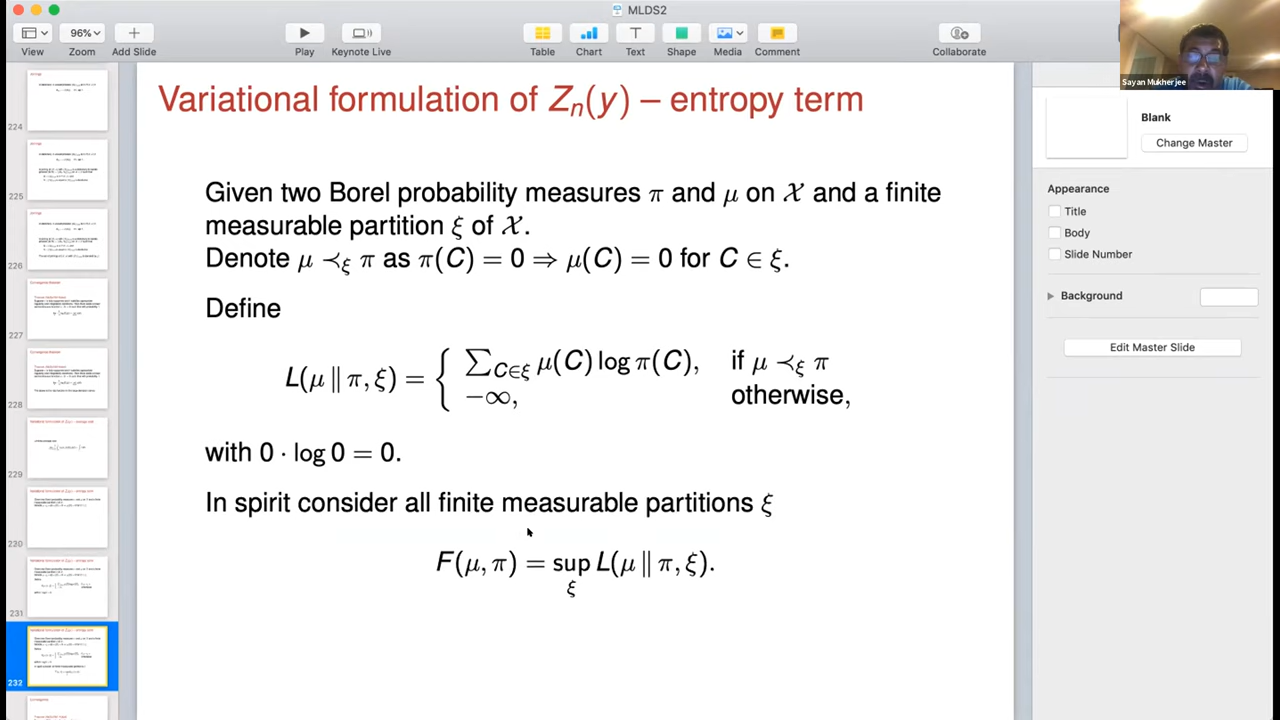 MLDS2
96%
View
Zoom
Add Slide
Play
Keynote Live
Table
Chart
Text
Shape
Media
Comment
Collaborate
Sayan Mukherjee
Variational formulation of Zₙ(y) – entropy term
Given two Borel probability measures π and μ on 𝒳 and a finite
measurable partition ξ of 𝒳.
Denote μ ≺_ξ π as π(C) = 0 ⇒ μ(C) = 0 for C ∈ ξ.
Define
L(μ ∥ π, ξ) = { ∑_{C∈ξ} μ(C) log π(C), if μ ≺_ξ π
−∞, otherwise,
with 0 · log 0 = 0.
In spirit consider all finite measurable partitions ξ
F(μ, π) = sup_ξ L(μ ∥ π, ξ).
Blank
Change Master
Appearance
Title
Body
Slide Number
Background
Edit Master Slide
224
225
226
227
228
229
220
231
232